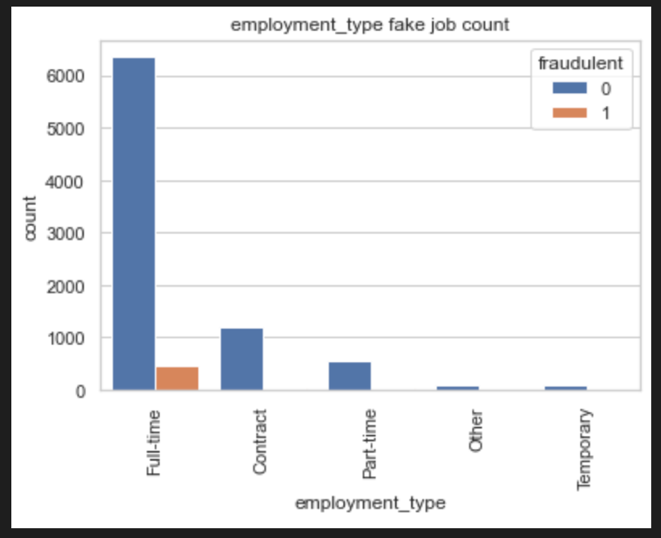 employment_type fake job count
fraudulent
0
1
6000
5000
4000
3000
2000
1000
0
count
Full-time
Contract
Part-time
Other
Temporary
employment_type